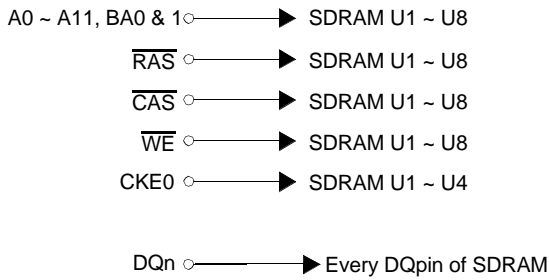 A0 ~ A11, BA0 & 1 SDRAM U1 ~ U8
RAS SDRAM U1 ~ U8
CAS SDRAM U1 ~ U8
WE SDRAM U1 ~ U8
CKE0 SDRAM U1 ~ U4
DQn Every DQpin of SDRAM